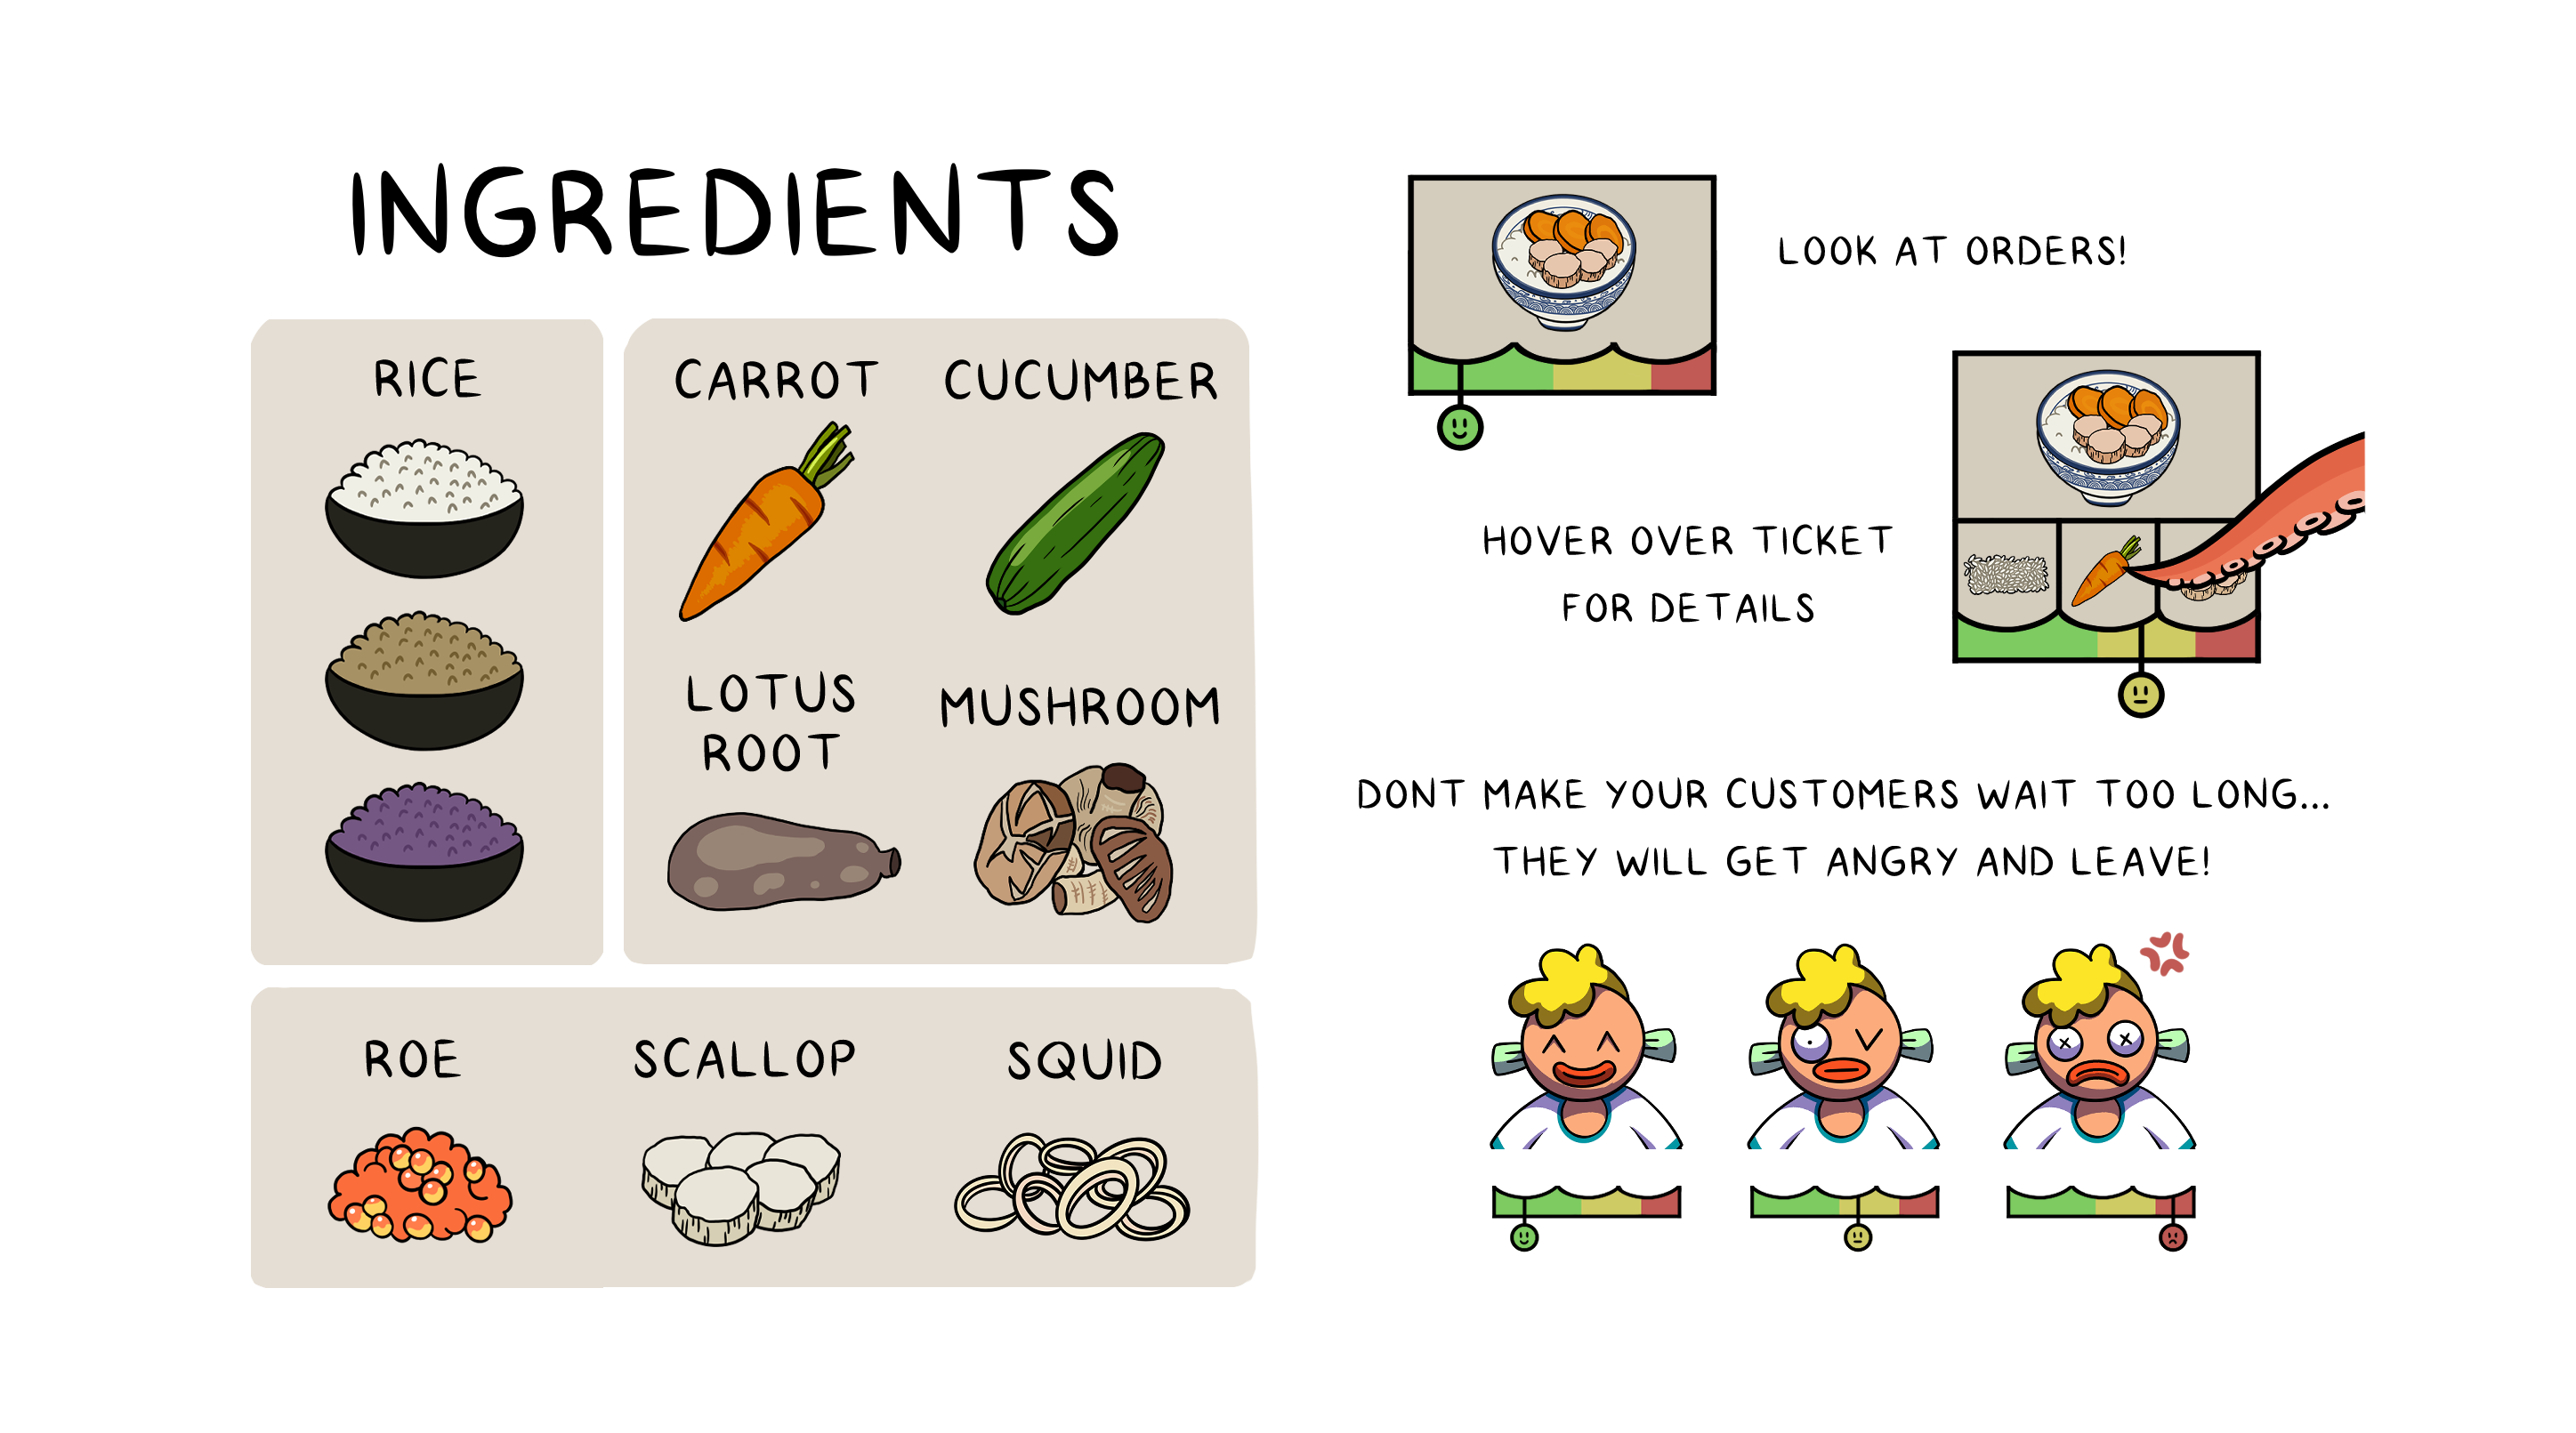 INGREDIENTS
RICE
CARROT
CUCUMBER
LOTUS
ROOT
MUSHROOM
ROE
SCALLOP
SQUID
LOOK AT ORDERS!
HOVER OVER TICKET
FOR DETAILS
DONT MAKE YOUR CUSTOMERS WAIT TOO LONG...
THEY WILL GET ANGRY AND LEAVE!